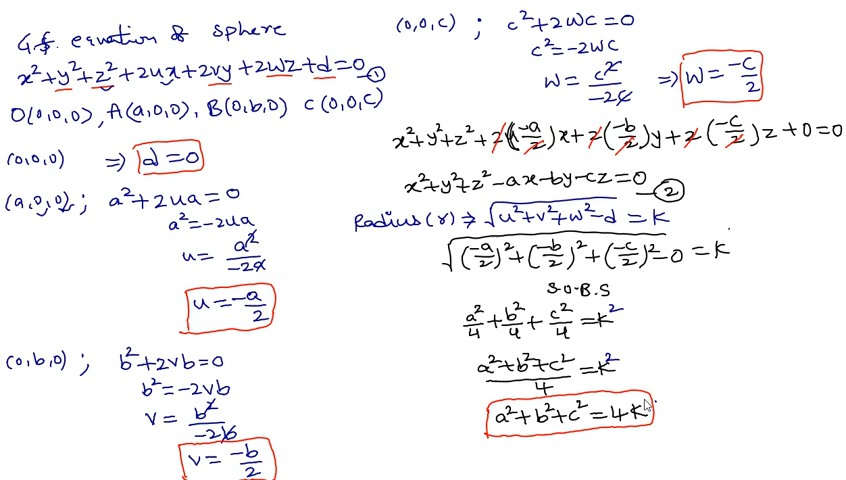 G.f. equation of sphere
x²+y²+z²+2ux+2vy+2wz+d=0 ①
O(0,0,0), A(a,0,0), B(0,b,0) C(0,0,C)
(0,0,0) ⇒ d=0
(a,0,0) ; a²+2ua=0
a²=-2ua
u= a²/-2a
u= -a/2
(0,b,0) ; b²+2vb=0
b²=-2vb
v= b²/-2b
v= -b/2
(0,0,c) ; c²+2wc=0
c²=-2wc
w= c²/-2c ⇒ w= -c/2
x²+y²+z²+2(-a/2)x+2(-b/2)y+2(-c/2)z+0=0
x²+y²+z²-ax-by-cz=0 ②
Radius(r) ⇒ √u²+v²+w²-d = K
√(-a/2)²+(-b/2)²+(-c/2)²-0 = K
S.O.B.S
a²/4+b²/4+c²/4=K²
a²+b²+c²/4=K²
a²+b²+c²=4K